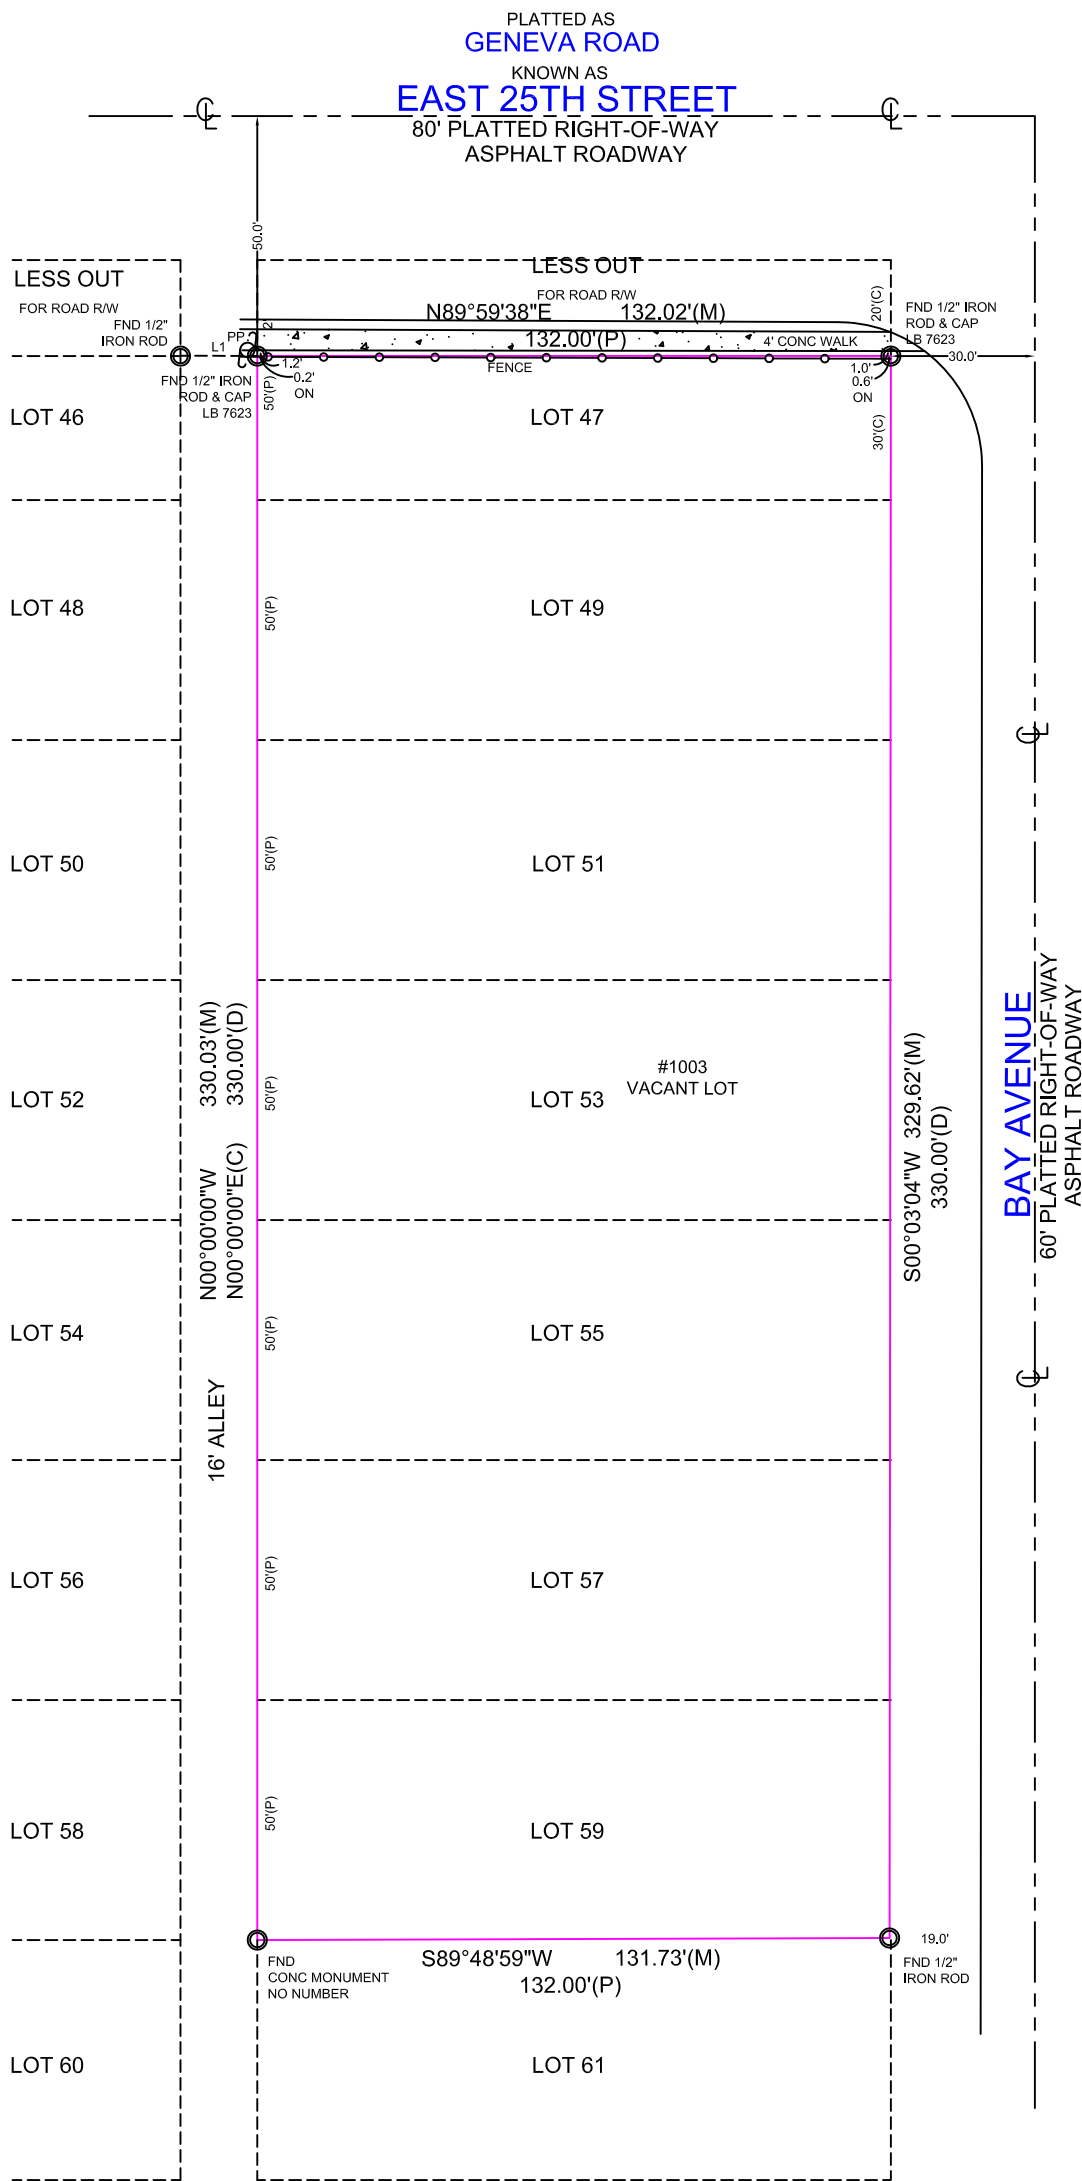 PLATTED AS
GENEVA ROAD
KNOWN AS
EAST 25TH STREET
80' PLATTED RIGHT-OF-WAY
ASPHALT ROADWAY
50.0'
LESS OUT
FOR ROAD R/W
LESS OUT
FOR ROAD R/W
N89°59'38"E 132.02'(M)
132.00'(P)
20'(C)
FND 1/2" IRON
ROD & CAP
LB 7623
30.0'
FND 1/2"
IRON ROD
L1
PP
2'
4' CONC WALK
FENCE
1.2'
0.2'
ON
1.0'
0.6'
ON
FND 1/2" IRON
ROD & CAP
LB 7623
50'(P)
30'(C)
LOT 46
LOT 47
LOT 48
50'(P)
LOT 49
LOT 50
50'(P)
LOT 51
330.03'(M)
330.00'(D)
N00°00'00"W
N00°00'00"E(C)
LOT 52
50'(P)
LOT 53
#1003
VACANT LOT
S00°03'04"W 329.62'(M)
330.00'(D)
BAY AVENUE
60' PLATTED RIGHT-OF-WAY
ASPHALT ROADWAY
LOT 54
50'(P)
LOT 55
16' ALLEY
LOT 56
50'(P)
LOT 57
LOT 58
50'(P)
LOT 59
FND
CONC MONUMENT
NO NUMBER
S89°48'59"W 131.73'(M)
132.00'(P)
19.0'
FND 1/2"
IRON ROD
LOT 60
LOT 61